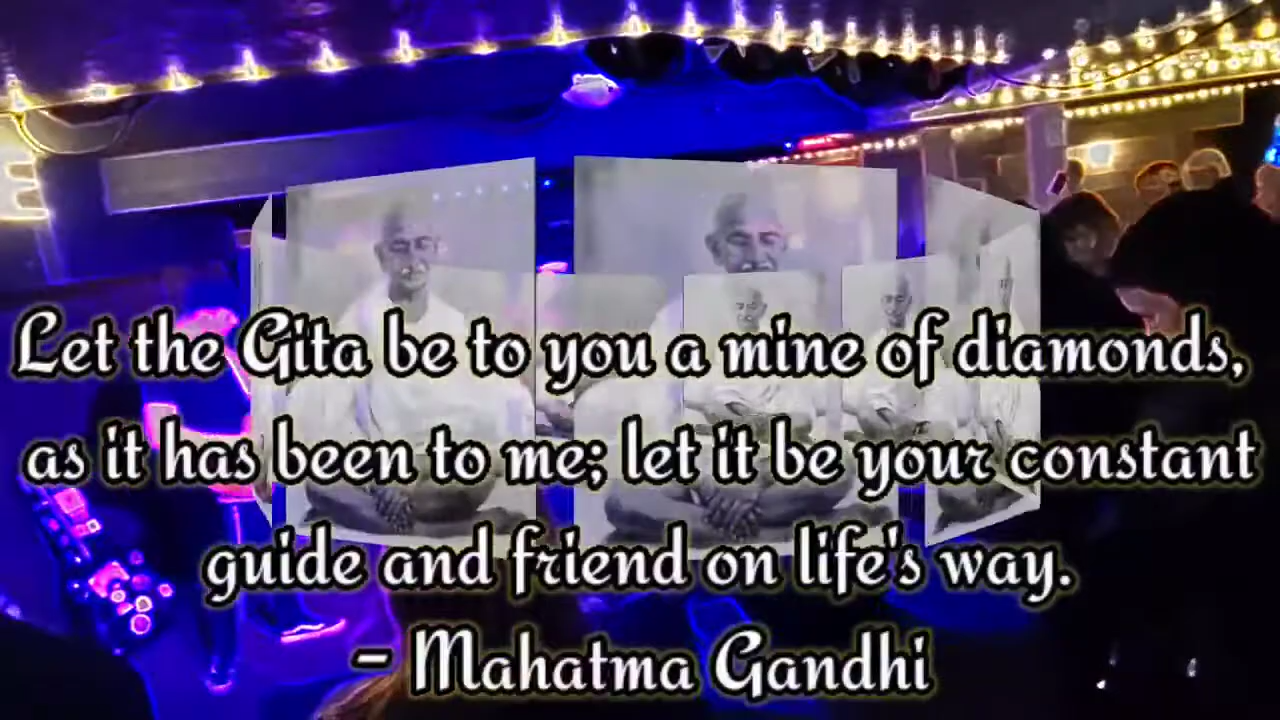 E
Let the Gita be to you a mine of diamonds,
as it has been to me; let it be your constant
guide and friend on life's way.
- Mahatma Gandhi